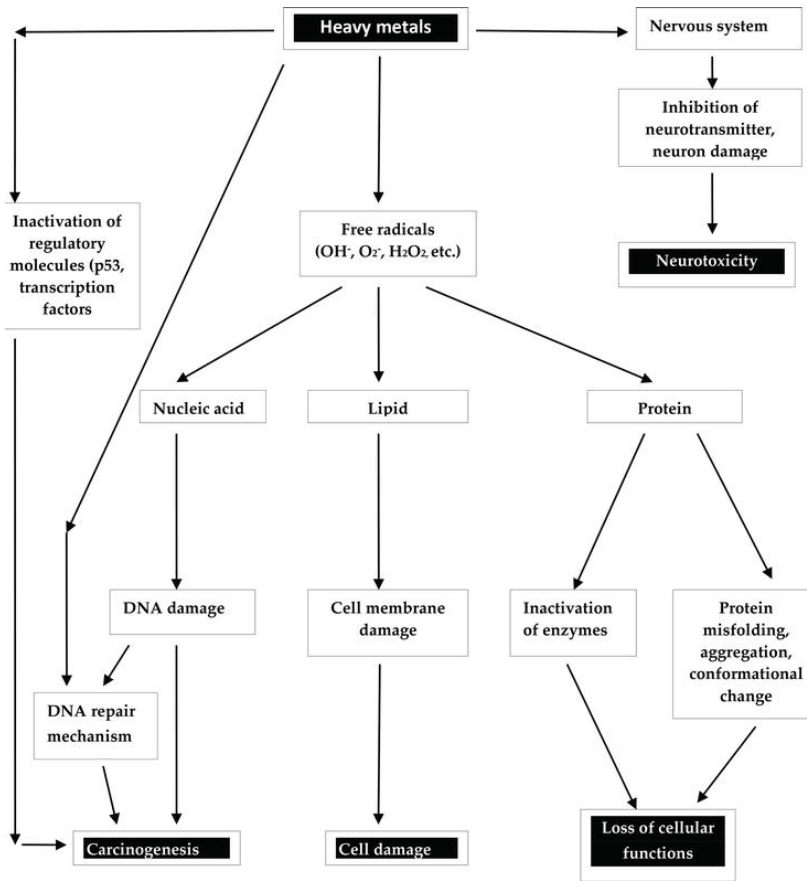 Heavy metals
Nervous system
Inhibition of
neurotransmitter,
neuron damage
Inactivation of
regulatory
molecules (p53,
transcription
factors
Free radicals
(OH⁻, O₂⁻, H₂O₂, etc.)
Neurotoxicity
Nucleic acid
Lipid
Protein
DNA damage
Cell membrane
damage
Inactivation
of enzymes
Protein
misfolding,
aggregation,
conformational
change
DNA repair
mechanism
Carcinogenesis
Cell damage
Loss of cellular
functions